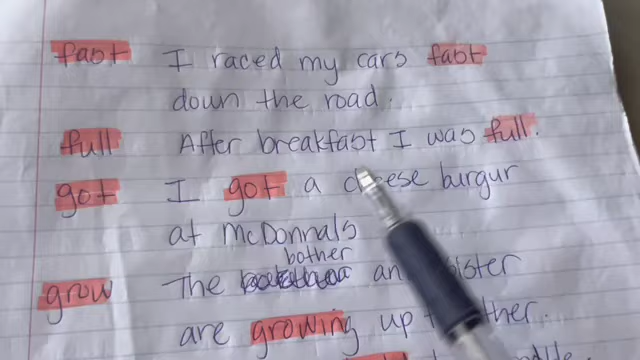 fast I raced my cars fast
down the road.
full After breakfast I was full.
got I got a cheese burgur
at McDonnals
bother
grow The and sister
are growing up